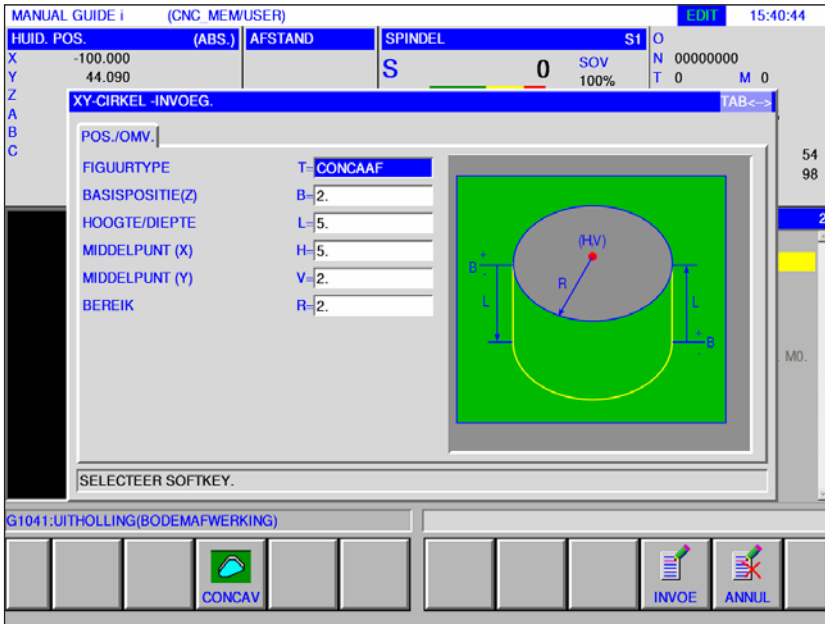 MANUAL GUIDE i (CNC_MEM/USER) EDIT 15:40:44
HUID. POS. (ABS.) AFSTAND SPINDEL S1 O
X -100.000 S 0 SOV N 00000000
Y 44.090 100% T 0 M 0
Z
A
B
C
54
98
XY-CIRKEL -INVOEG. TAB<-->
POS./OMV.
FIGUURTYPE T= CONCAAF
BASISPOSITIE(Z) B= 2.
HOOGTE/DIEPTE L= 5.
MIDDELPUNT (X) H= 5.
MIDDELPUNT (Y) V= 2.
BEREIK R= 2.
(H,V)
+
B
-
R
L
L
+
B
-
2
M0.
SELECTEER SOFTKEY.
G1041:UITHOLLING(BODEMAFWERKING)
CONCAV INVOE ANNUL